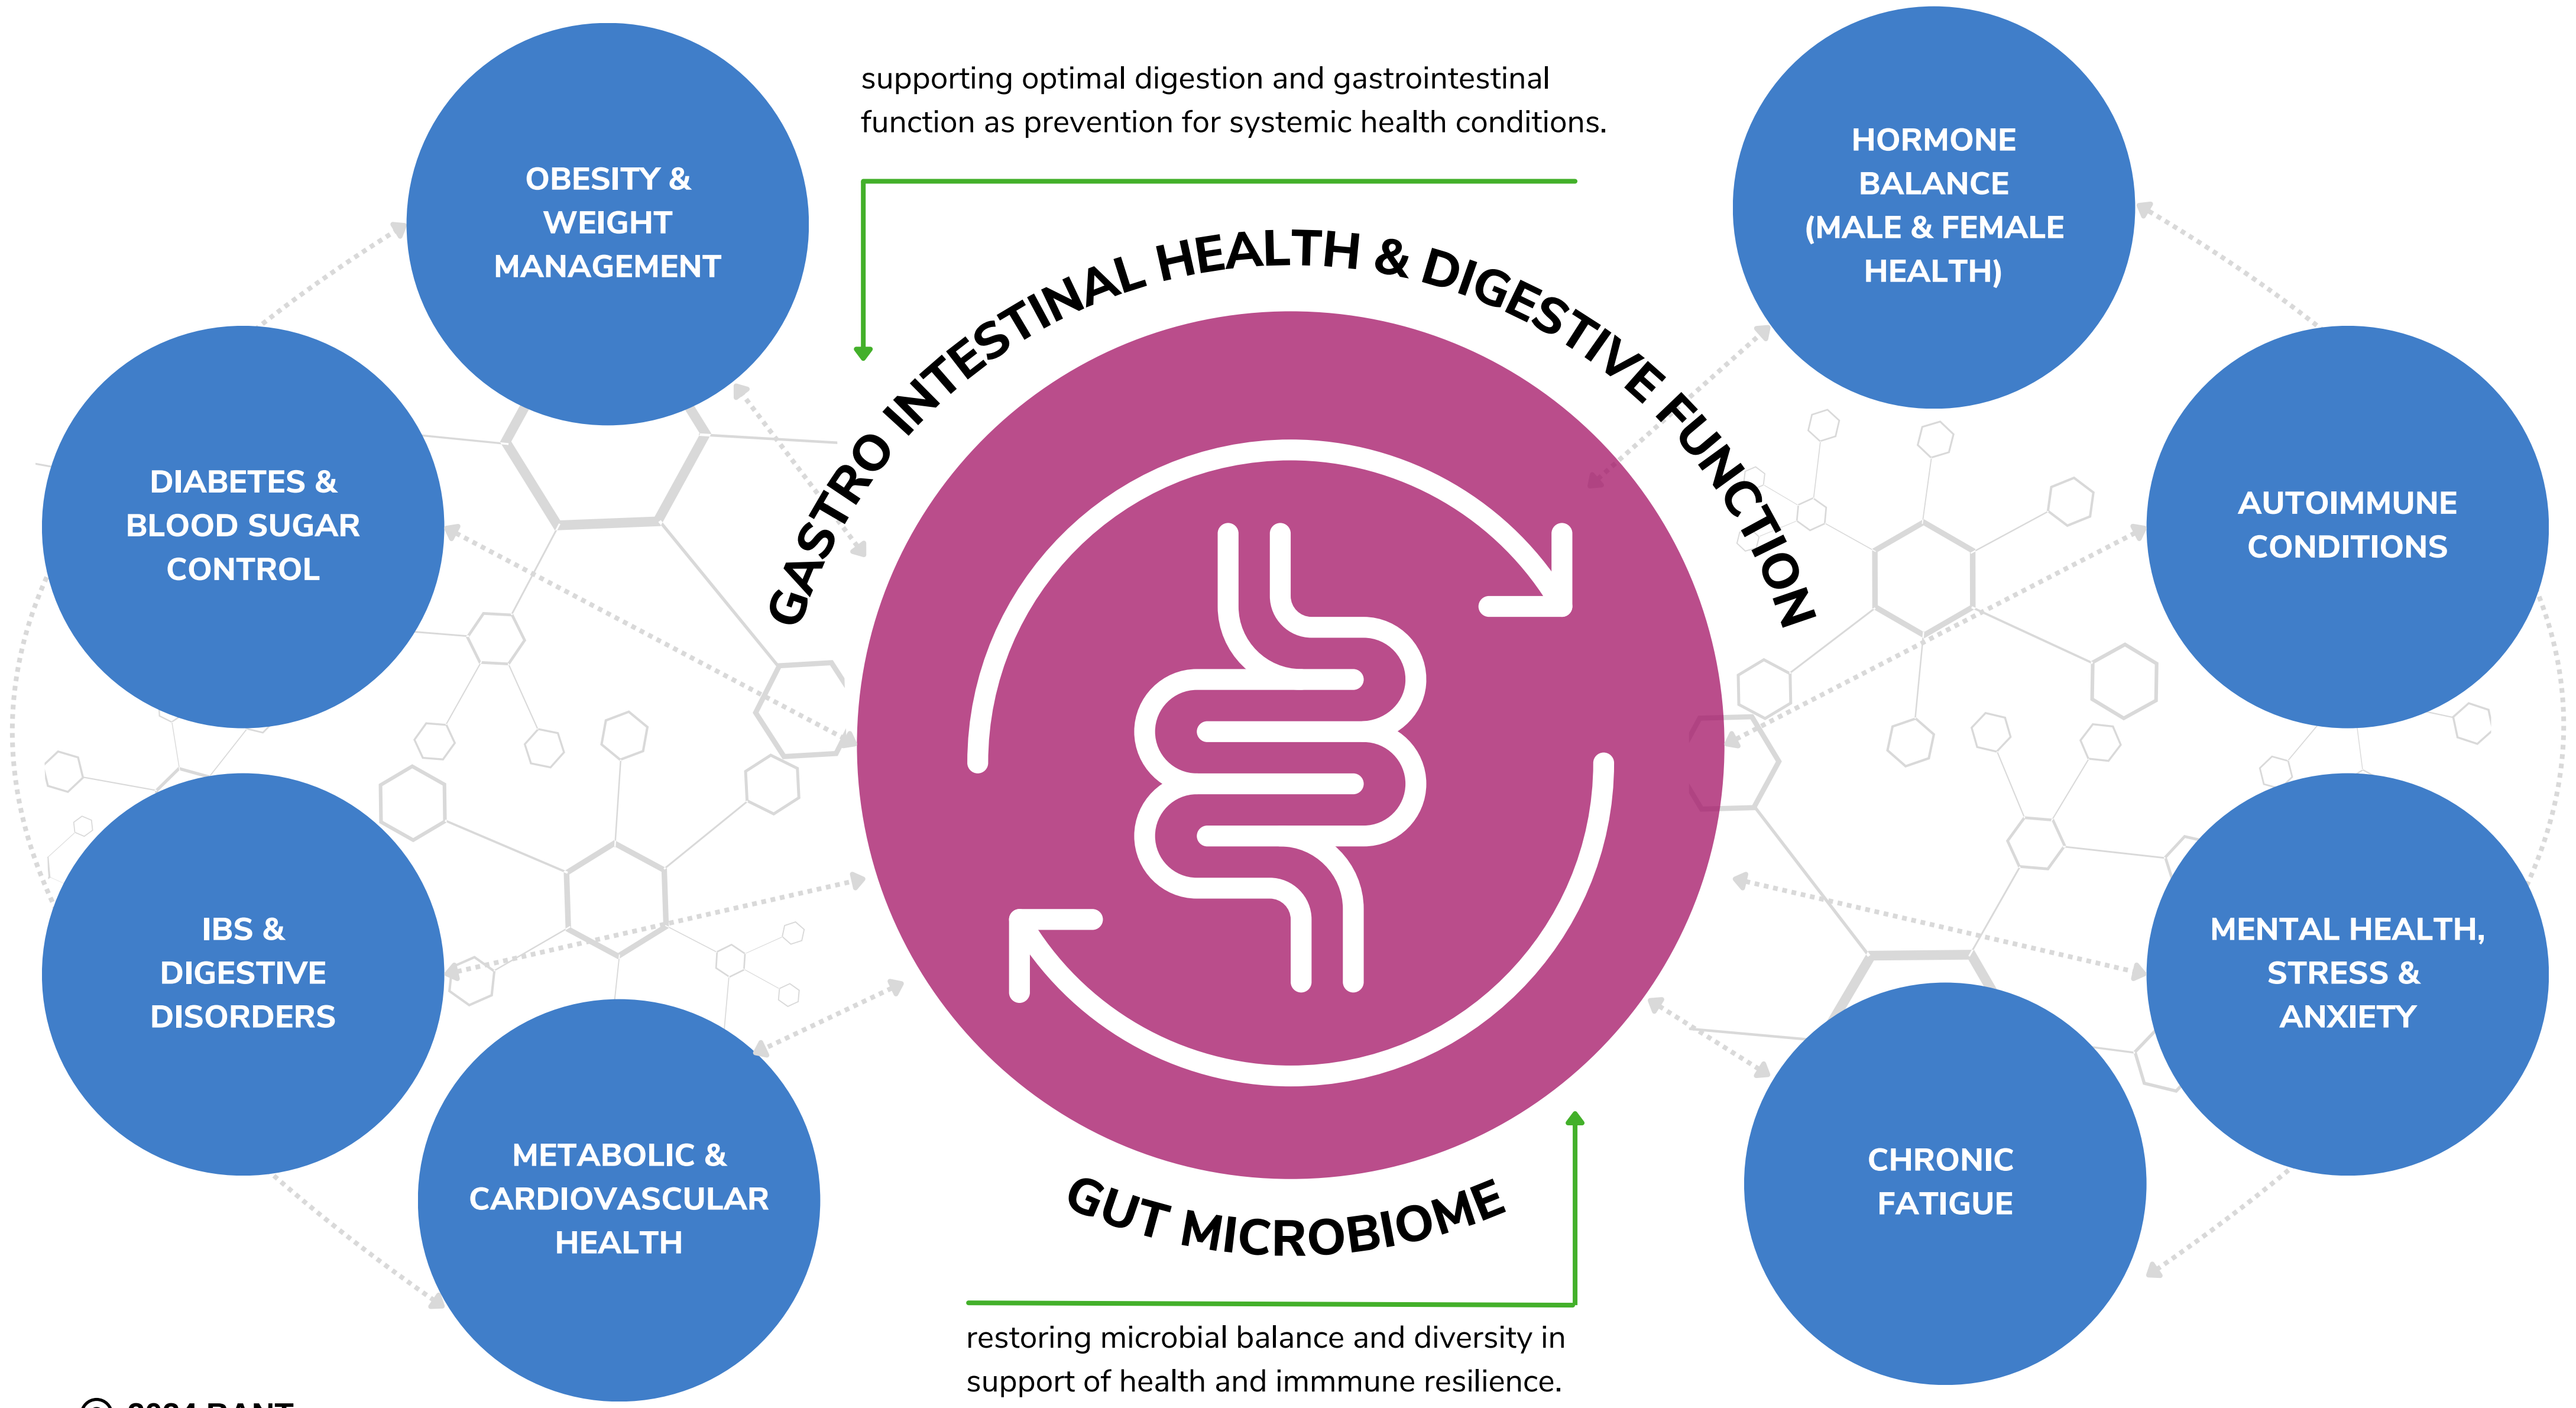 supporting optimal digestion and gastrointestinal
function as prevention for systemic health conditions.
OBESITY &
WEIGHT
MANAGEMENT
HORMONE
BALANCE
(MALE & FEMALE
HEALTH)
GASTRO INTESTINAL HEALTH & DIGESTIVE FUNCTION
DIABETES &
BLOOD SUGAR
CONTROL
AUTOIMMUNE
CONDITIONS
IBS &
DIGESTIVE
DISORDERS
MENTAL HEALTH,
STRESS &
ANXIETY
METABOLIC &
CARDIOVASCULAR
HEALTH
CHRONIC
FATIGUE
GUT MICROBIOME
restoring microbial balance and diversity in
support of health and immmune resilience.
© 2024 BANT